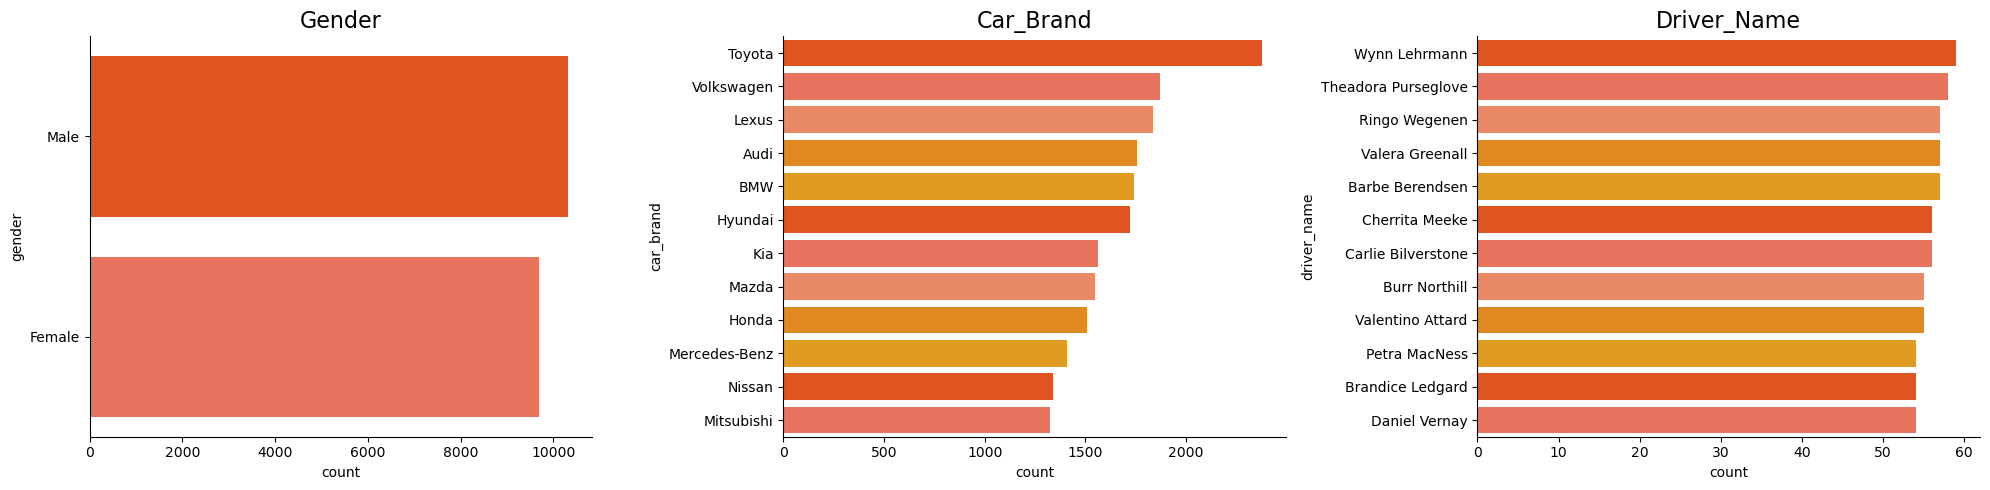 Gender
gender
Male
Female
0 2000 4000 6000 8000 10000
count
Car_Brand
car_brand
Toyota
Volkswagen
Lexus
Audi
BMW
Hyundai
Kia
Mazda
Honda
Mercedes-Benz
Nissan
Mitsubishi
0 500 1000 1500 2000
count
Driver_Name
driver_name
Wynn Lehrmann
Theadora Purseglove
Ringo Wegenen
Valera Greenall
Barbe Berendsen
Cherrita Meeke
Carlie Bilverstone
Burr Northill
Valentino Attard
Petra MacNess
Brandice Ledgard
Daniel Vernay
0 10 20 30 40 50 60
count